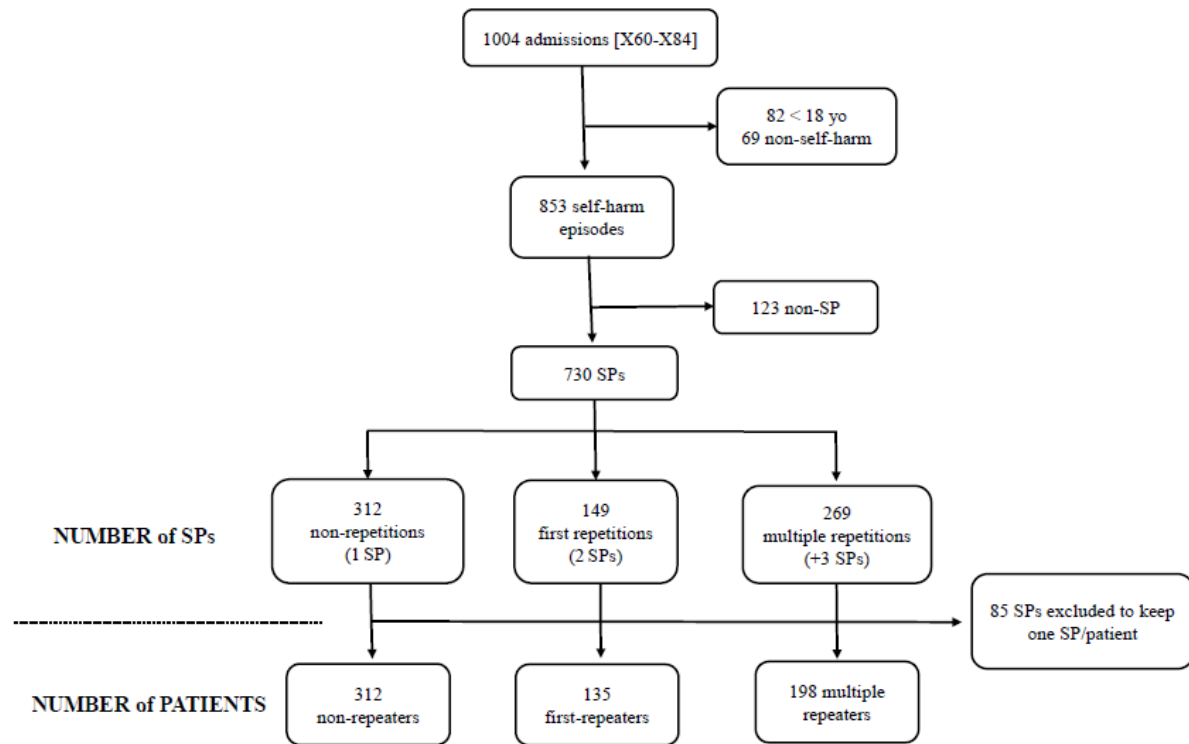 1004 admissions [X60-X84]
82 < 18 yo
69 non-self-harm
853 self-harm
episodes
123 non-SP
730 SPs
NUMBER of SPs
312
non-repetitions
(1 SP)
149
first repetitions
(2 SPs)
269
multiple repetitions
(+3 SPs)
85 SPs excluded to keep
one SP/patient
NUMBER of PATIENTS
312
non-repeaters
135
first-repeaters
198 multiple
repeaters